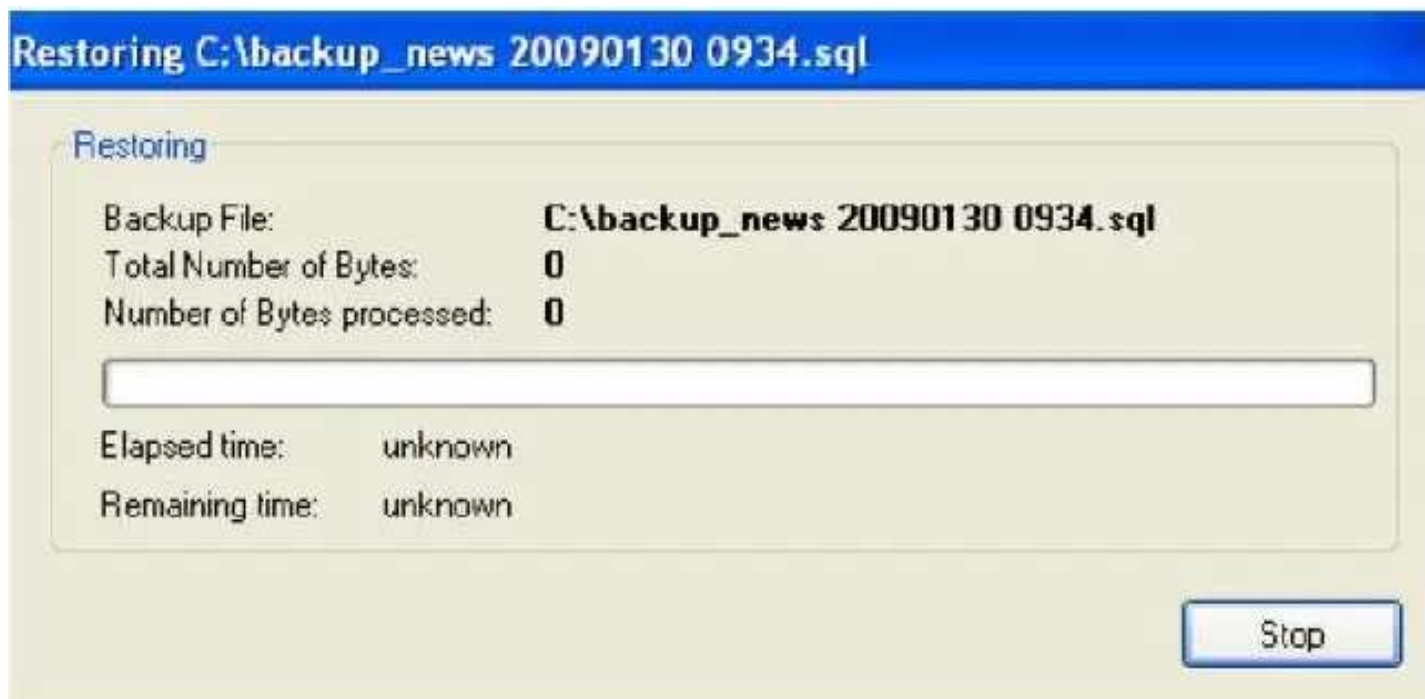 Restoring C:\backup_news 20090130 0934.sql
Restoring
Backup File: C:\backup_news 20090130 0934.sql
Total Number of Bytes: 0
Number of Bytes processed: 0
Elapsed time: unknown
Remaining time: unknown
Stop